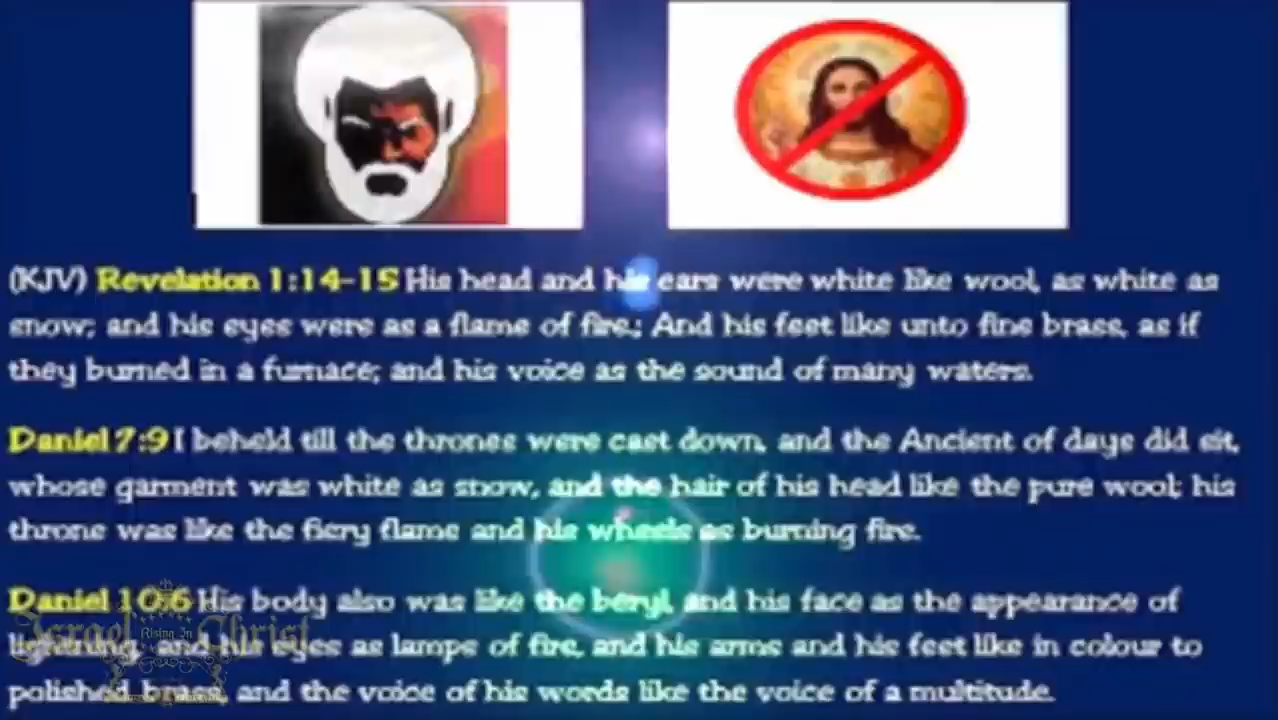 (KJV) Revelation 1:14-15 His head and his ears were white like wool, as white as
snow; and his eyes were as a flame of fire,; And his feet like unto fine brass, as if
they burned in a furnace; and his voice as the sound of many waters.
Daniel 7:9 I beheld till the thrones were cast down, and the Ancient of days did sit,
whose garment was white as snow, and the hair of his head like the pure wool; his
throne was like the fiery flame and his wheels as burning fire.
Daniel 10:6 His body also was like the beryl, and his face as the appearance of
lightning, and his eyes as lamps of fire, and his arms and his feet like in colour to
polished brass, and the voice of his words like the voice of a multitude.
Israel Rising In Christ